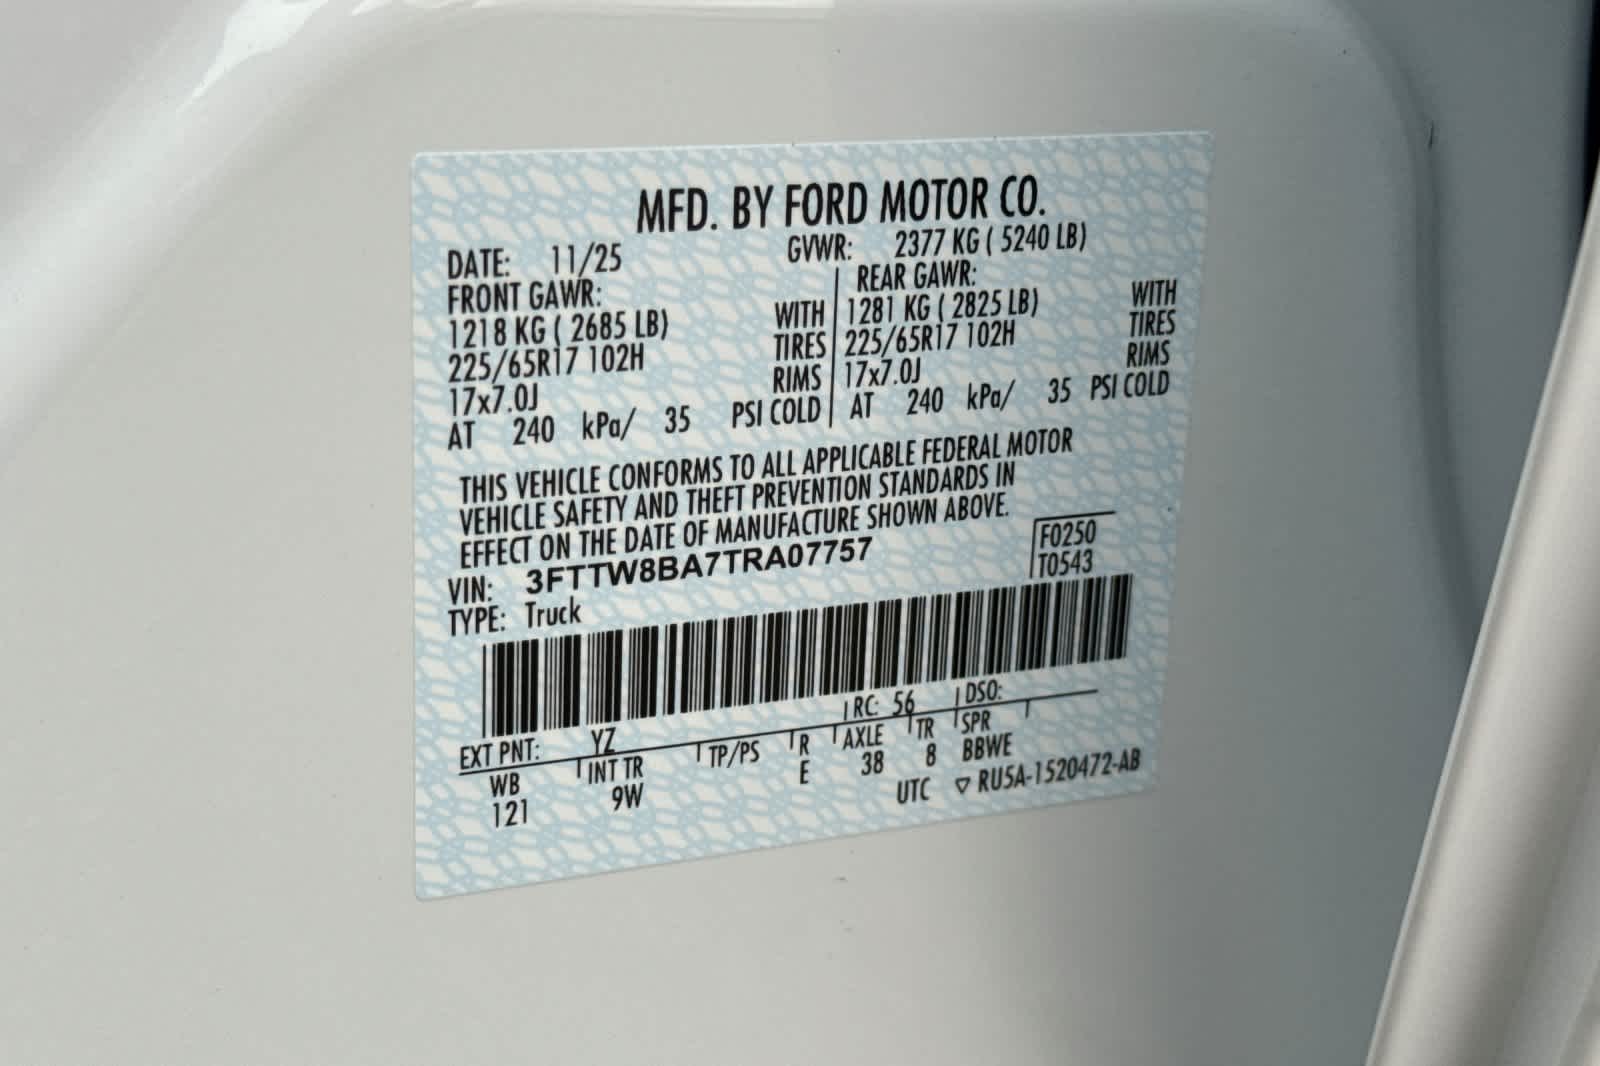 MFD. BY FORD MOTOR CO.
DATE: 11/25 GVWR: 2377 KG ( 5240 LB)
FRONT GAWR: REAR GAWR:
1218 KG ( 2685 LB) WITH 1281 KG ( 2825 LB) WITH
225/65R17 102H TIRES 225/65R17 102H TIRES
17x7.0J RIMS 17x7.0J RIMS
AT 240 kPa/ 35 PSI COLD AT 240 kPa/ 35 PSI COLD
THIS VEHICLE CONFORMS TO ALL APPLICABLE FEDERAL MOTOR
VEHICLE SAFETY AND THEFT PREVENTION STANDARDS IN
EFFECT ON THE DATE OF MANUFACTURE SHOWN ABOVE.
VIN: 3FTTW8BA7TRA07757 F0250
TYPE: Truck T0543
EXT PNT: YZ RC: 56 DSO:
WB INT TR TP/PS R AXLE TR SPR
121 9W E 38 8 BBWE
UTC ▽ RU5A-1520472-AB